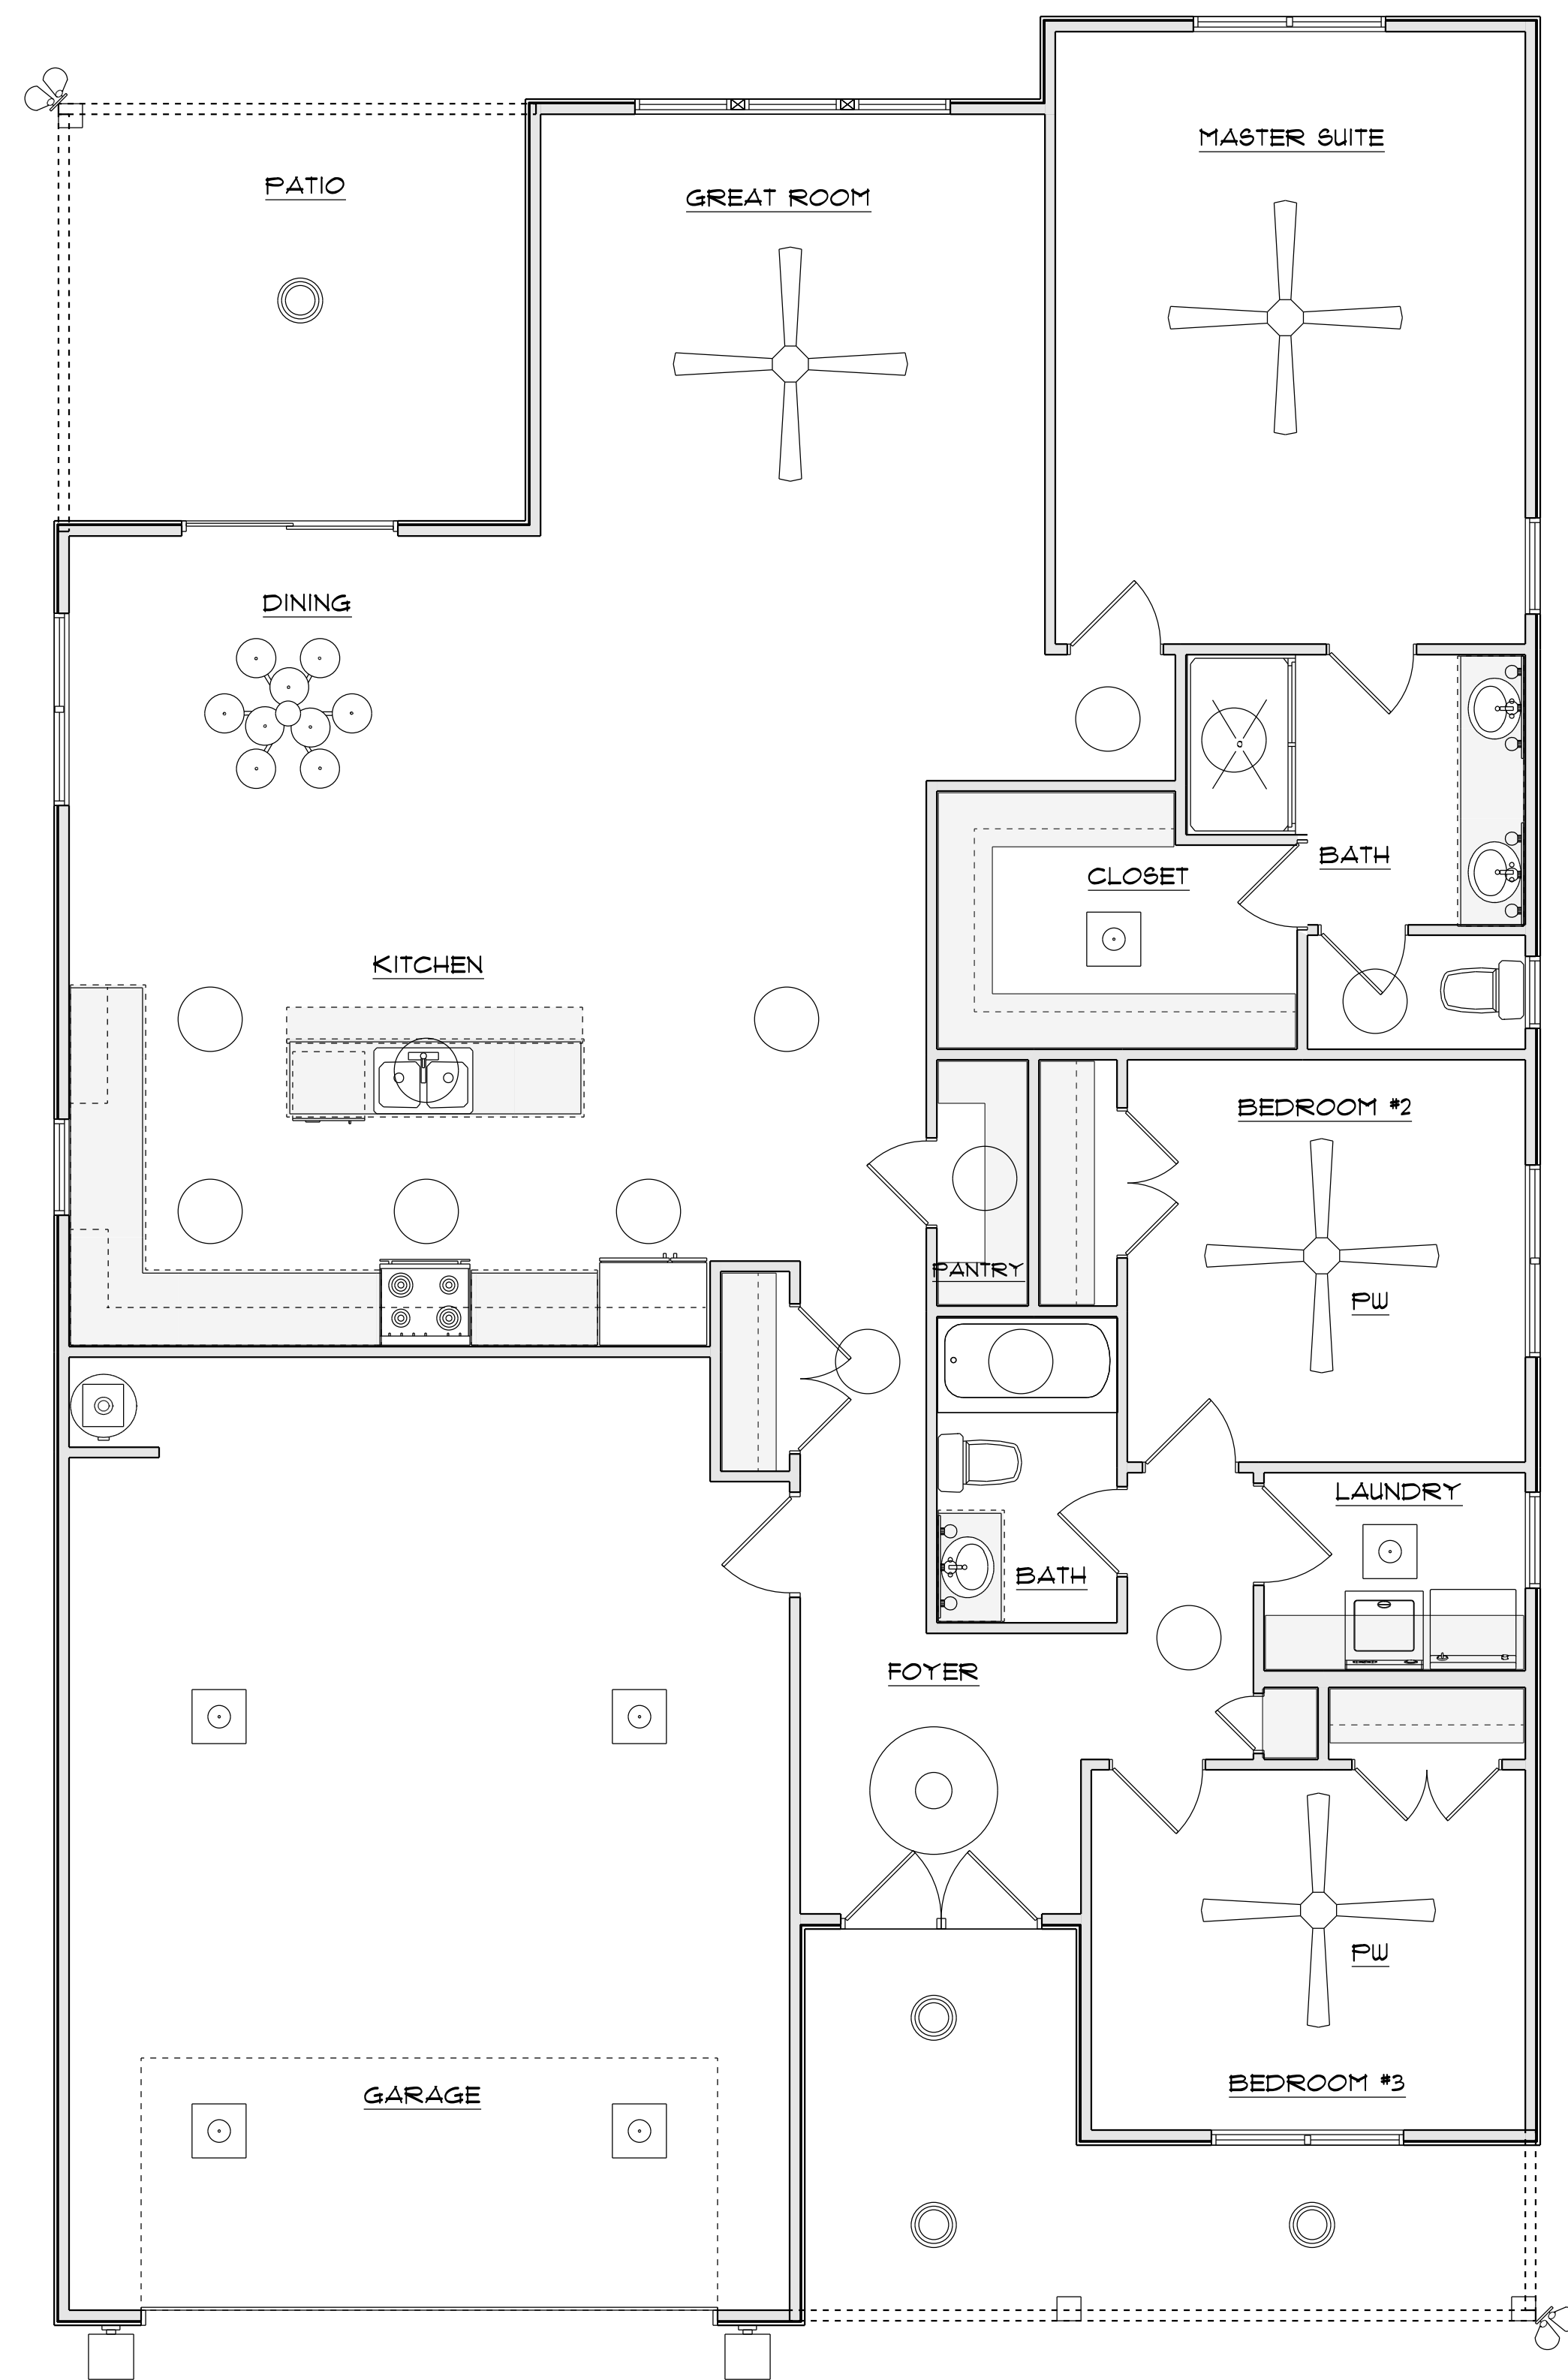 MASTER SUITE
PATIO
GREAT ROOM
DINING
BATH
CLOSET
KITCHEN
BEDROOM #2
PANTRY
PW
LAUNDRY
BATH
FOYER
PW
BEDROOM #3
GARAGE